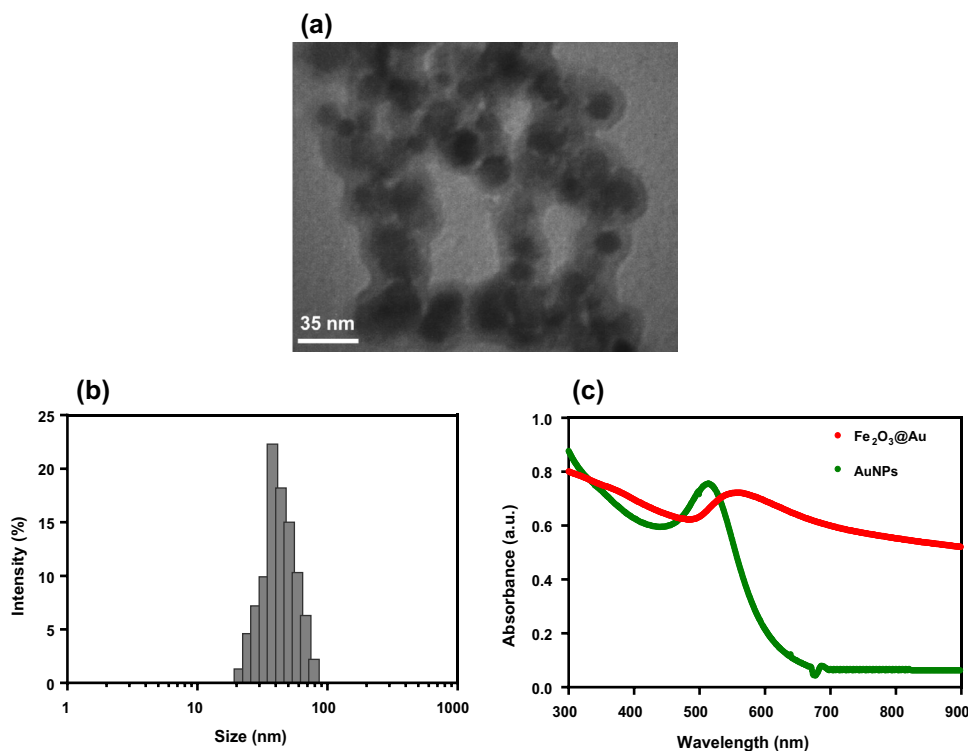 (a)
35 nm
(b)
25
20
15
10
5
0
Intensity (%)
1 10 100 1000
Size (nm)
(c)
1.0
0.8
0.6
0.4
0.2
0.0
Absorbance (a.u.)
Fe₂O₃@Au
AuNPs
300 400 500 600 700 800 900
Wavelength (nm)